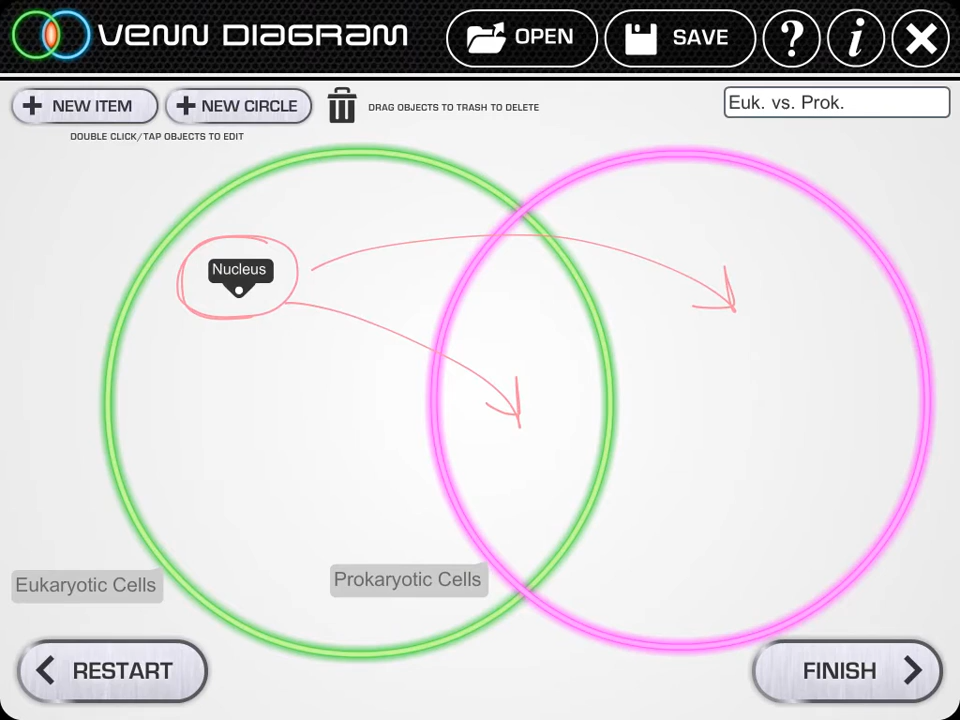 VENN DIAGRAM
OPEN
SAVE
?
i
+ NEW ITEM
+ NEW CIRCLE
DRAG OBJECTS TO TRASH TO DELETE
Euk. vs. Prok.
DOUBLE CLICK/TAP OBJECTS TO EDIT
Nucleus
Eukaryotic Cells
Prokaryotic Cells
RESTART
FINISH